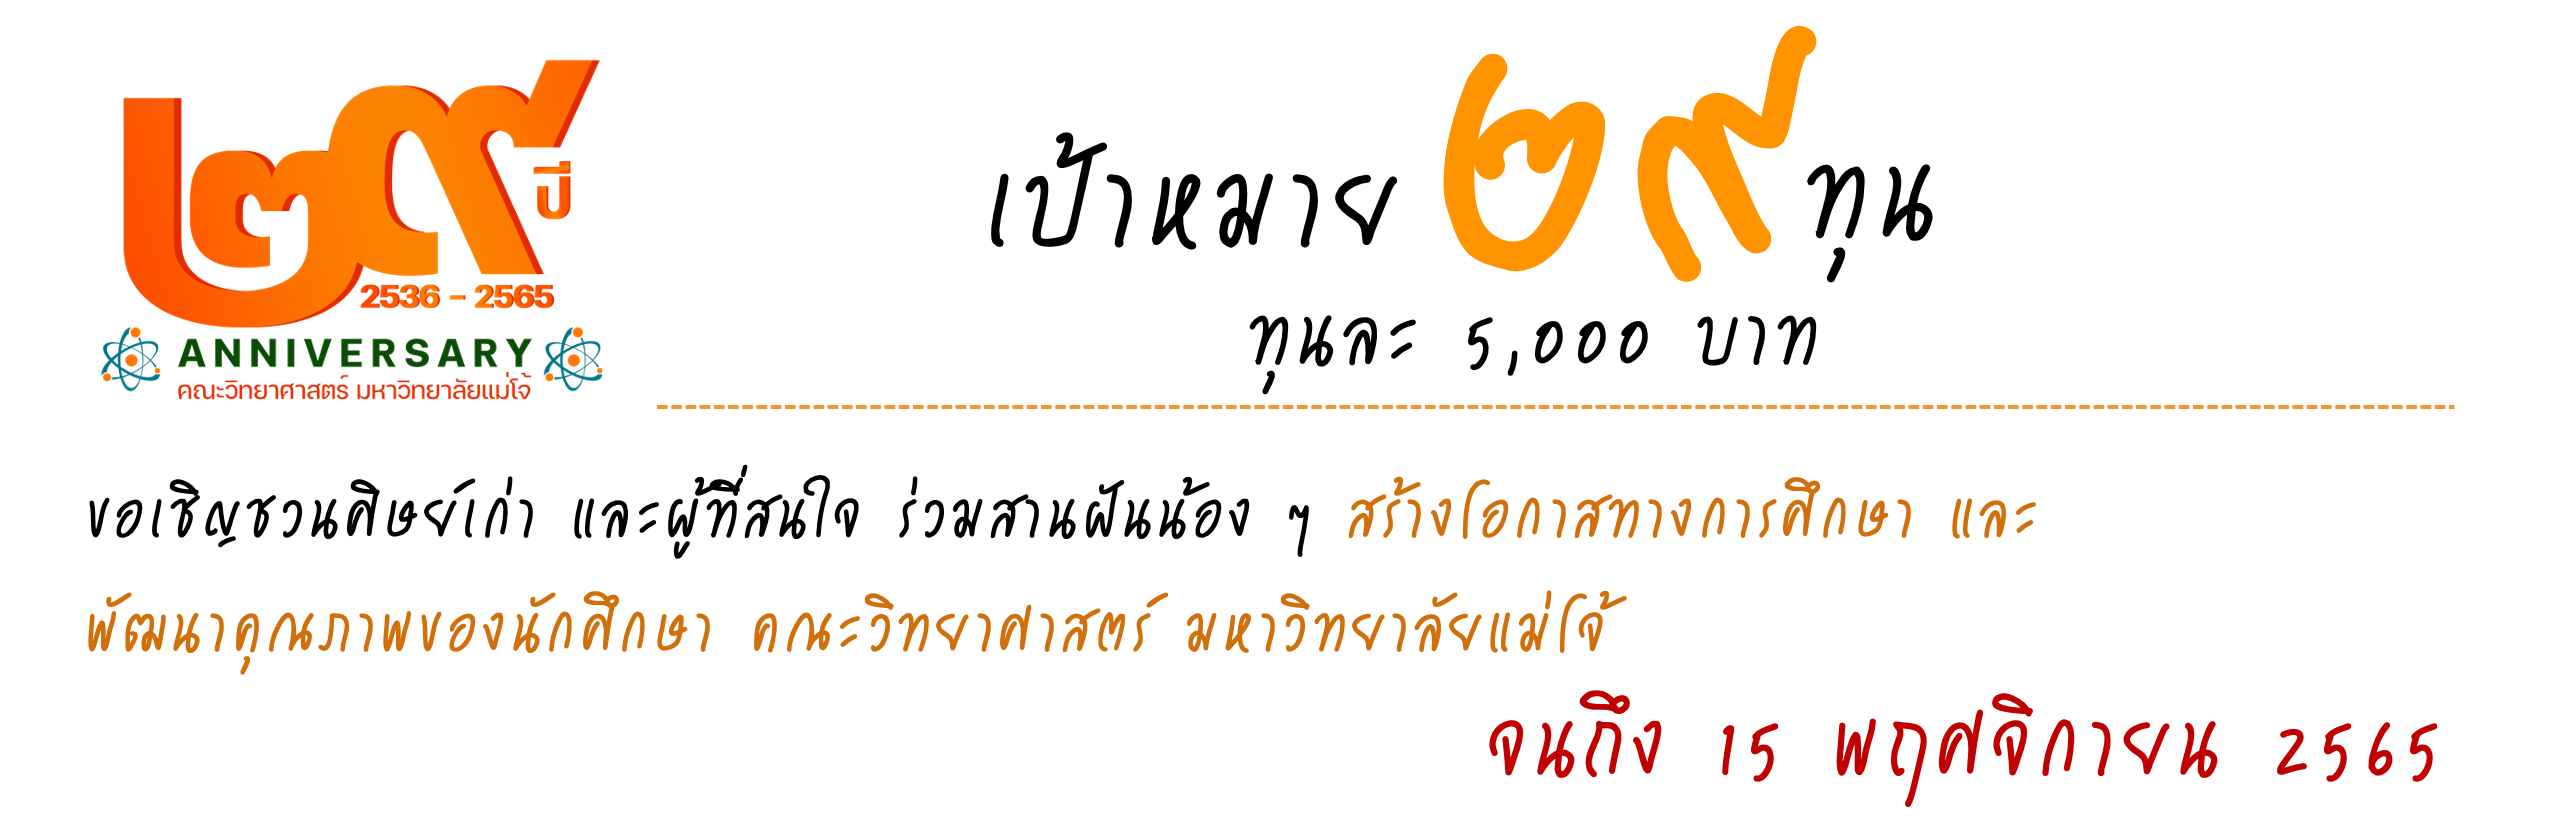 ๒๙ ปี
2536 - 2565
ANNIVERSARY
คณะวิทยาศาสตร์ มหาวิทยาลัยแม่โจ้
เป้าหมาย ๒๙ ทุน
ทุนละ 5,000 บาท
ขอเชิญชวนศิษย์เก่า และผู้ที่สนใจ ร่วมสานฝันน้อง ๆ สร้างโอกาสทางการศึกษา และ
พัฒนาคุณภาพของนักศึกษา คณะวิทยาศาสตร์ มหาวิทยาลัยแม่โจ้
จนถึง 15 พฤศจิกายน 2565